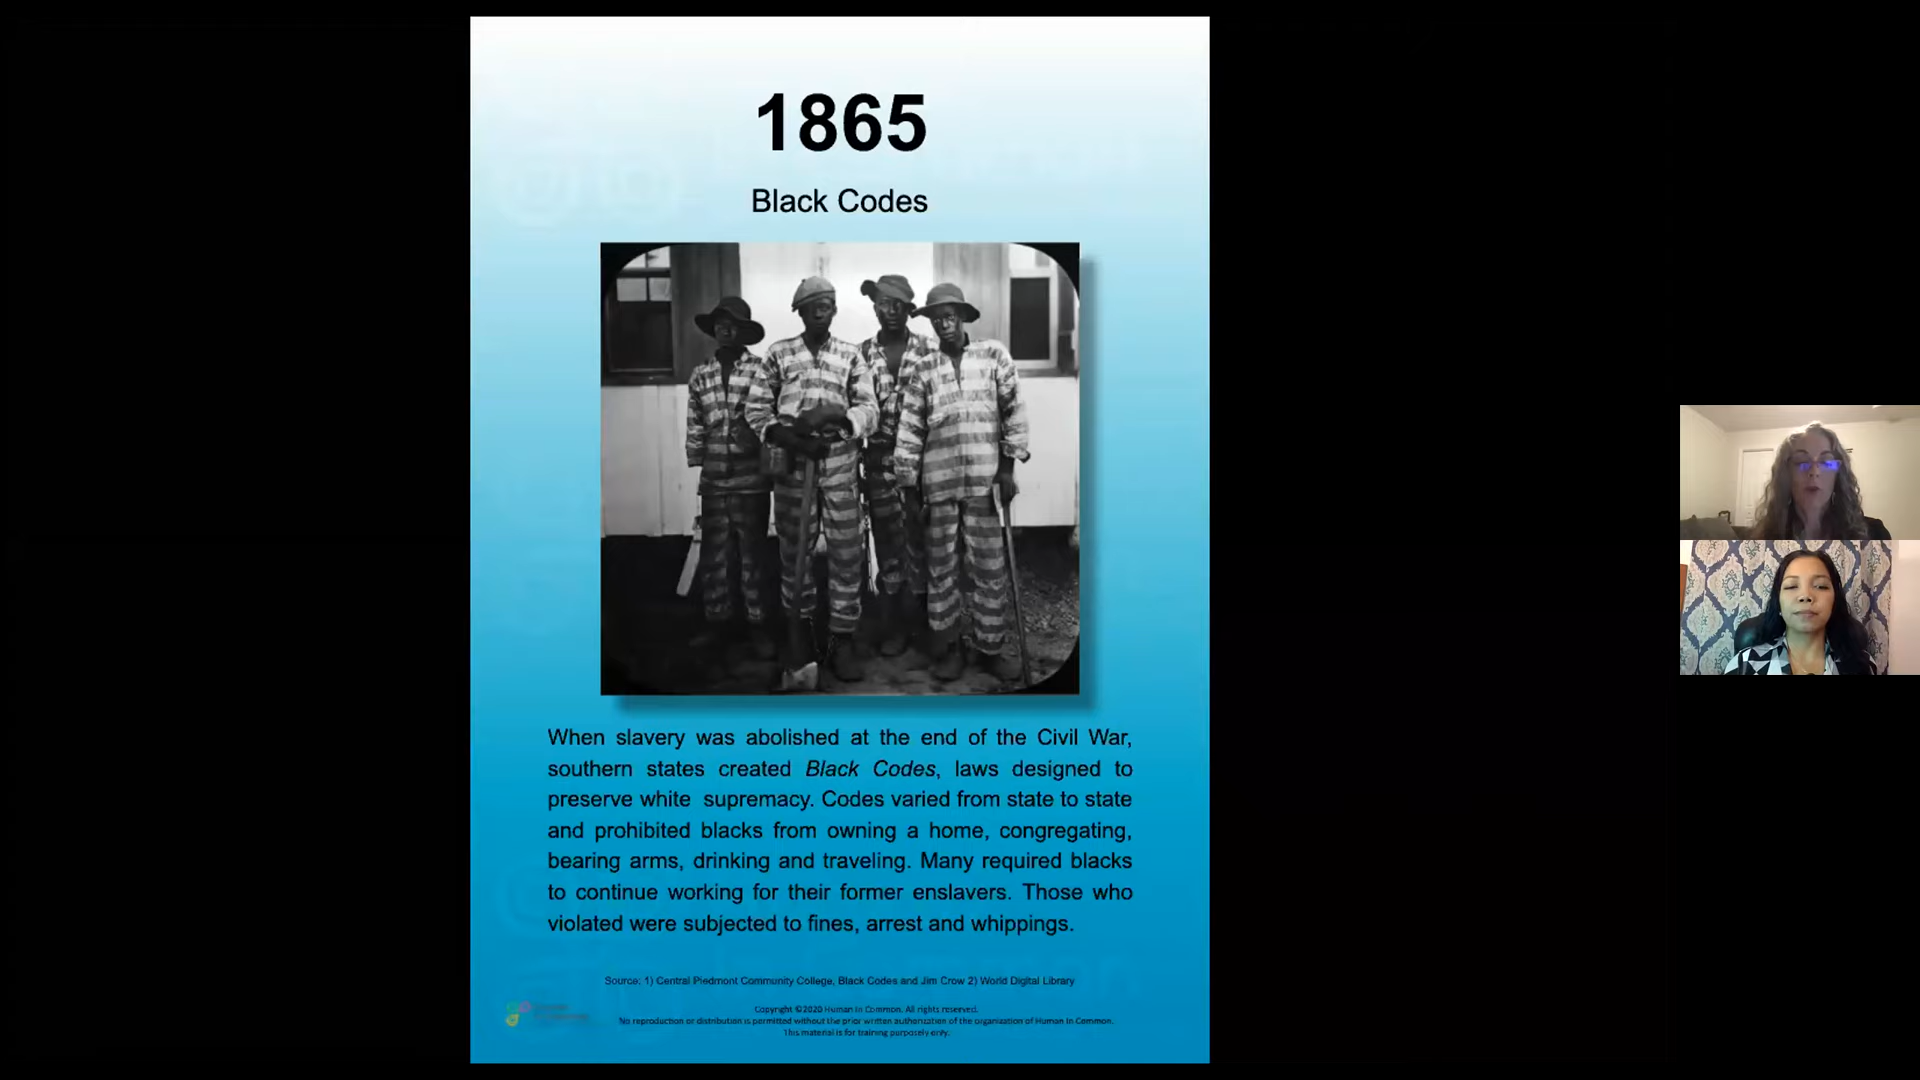 1865
Black Codes
When slavery was abolished at the end of the Civil War,
southern states created Black Codes, laws designed to
preserve white supremacy. Codes varied from state to state
and prohibited blacks from owning a home, congregating,
bearing arms, drinking and traveling. Many required blacks
to continue working for their former enslavers. Those who
violated were subjected to fines, arrest and whippings.
Source: 1) Central Piedmont Community College, Black Codes and Jim Crow 2) World Digital Library
Copyright ©2020 Human In Common. All rights reserved.
No reproduction or distribution is permitted without the prior written authorization of the organization of Human In Common.
This material is for training purposely only.